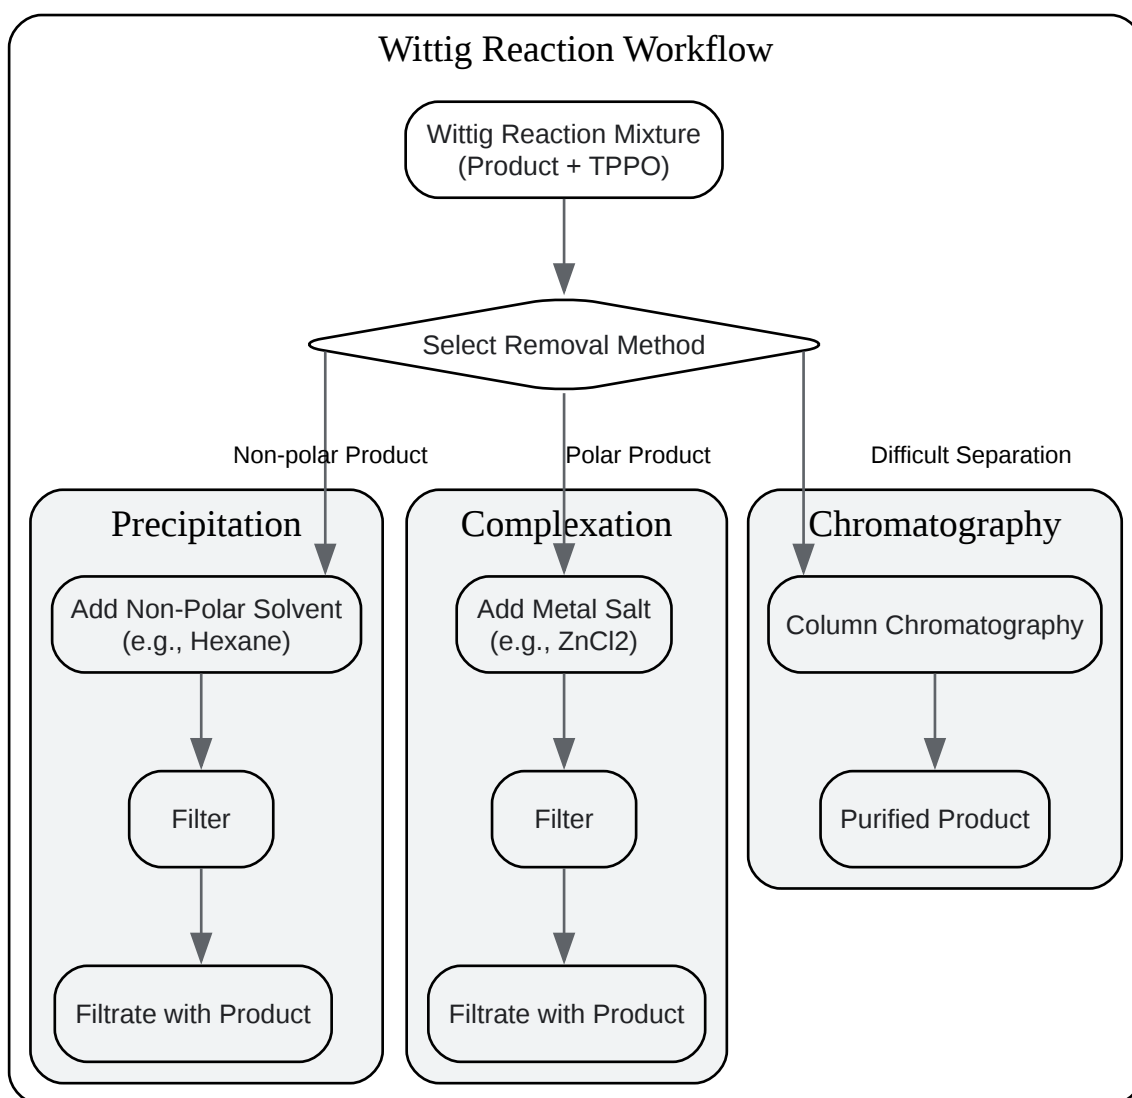 Wittig Reaction Workflow
Wittig Reaction Mixture
(Product + TPPO)
Select Removal Method
Non-polar Product
Polar Product
Difficult Separation
Precipitation
Complexation
Chromatography
Add Non-Polar Solvent
(e.g., Hexane)
Add Metal Salt
(e.g., ZnCl2)
Column Chromatography
Filter
Filter
Purified Product
Filtrate with Product
Filtrate with Product